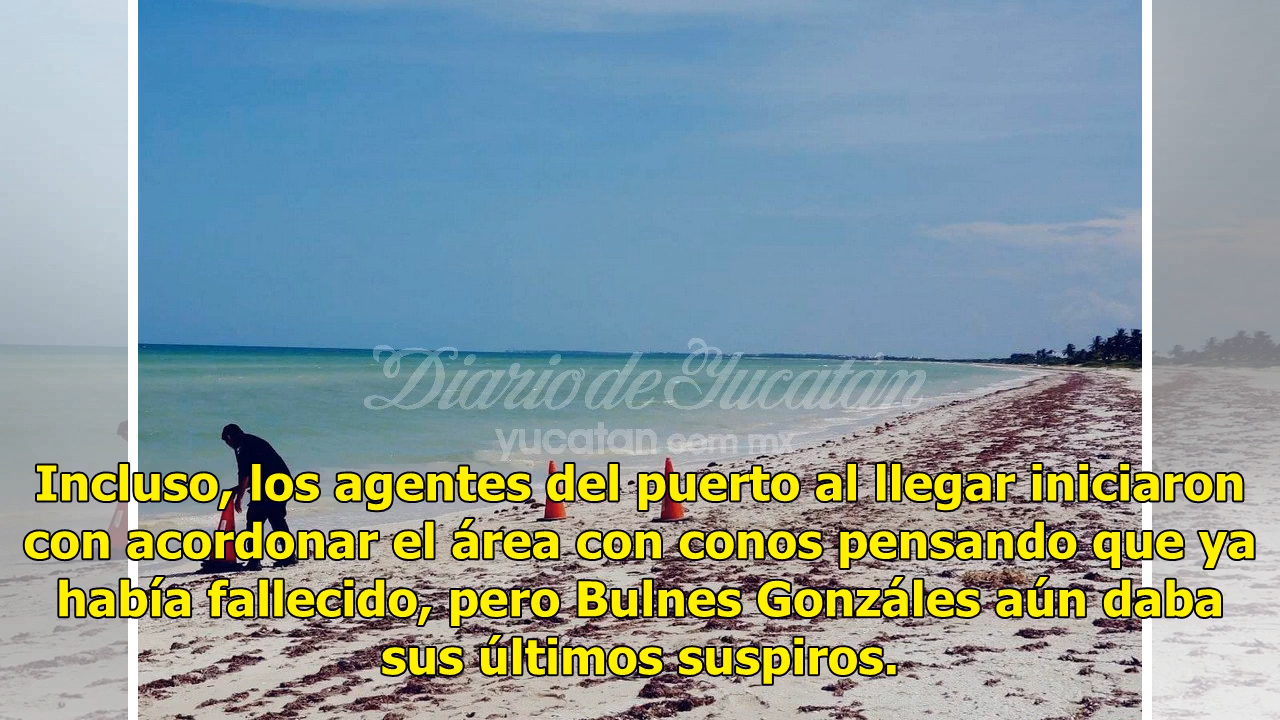 Diario de Yucatán
yucatan.com.mx
Incluso, los agentes del puerto al llegar iniciaron
con acordonar el área con conos pensando que ya
había fallecido, pero Bulnes Gonzáles aún daba
sus últimos suspiros.